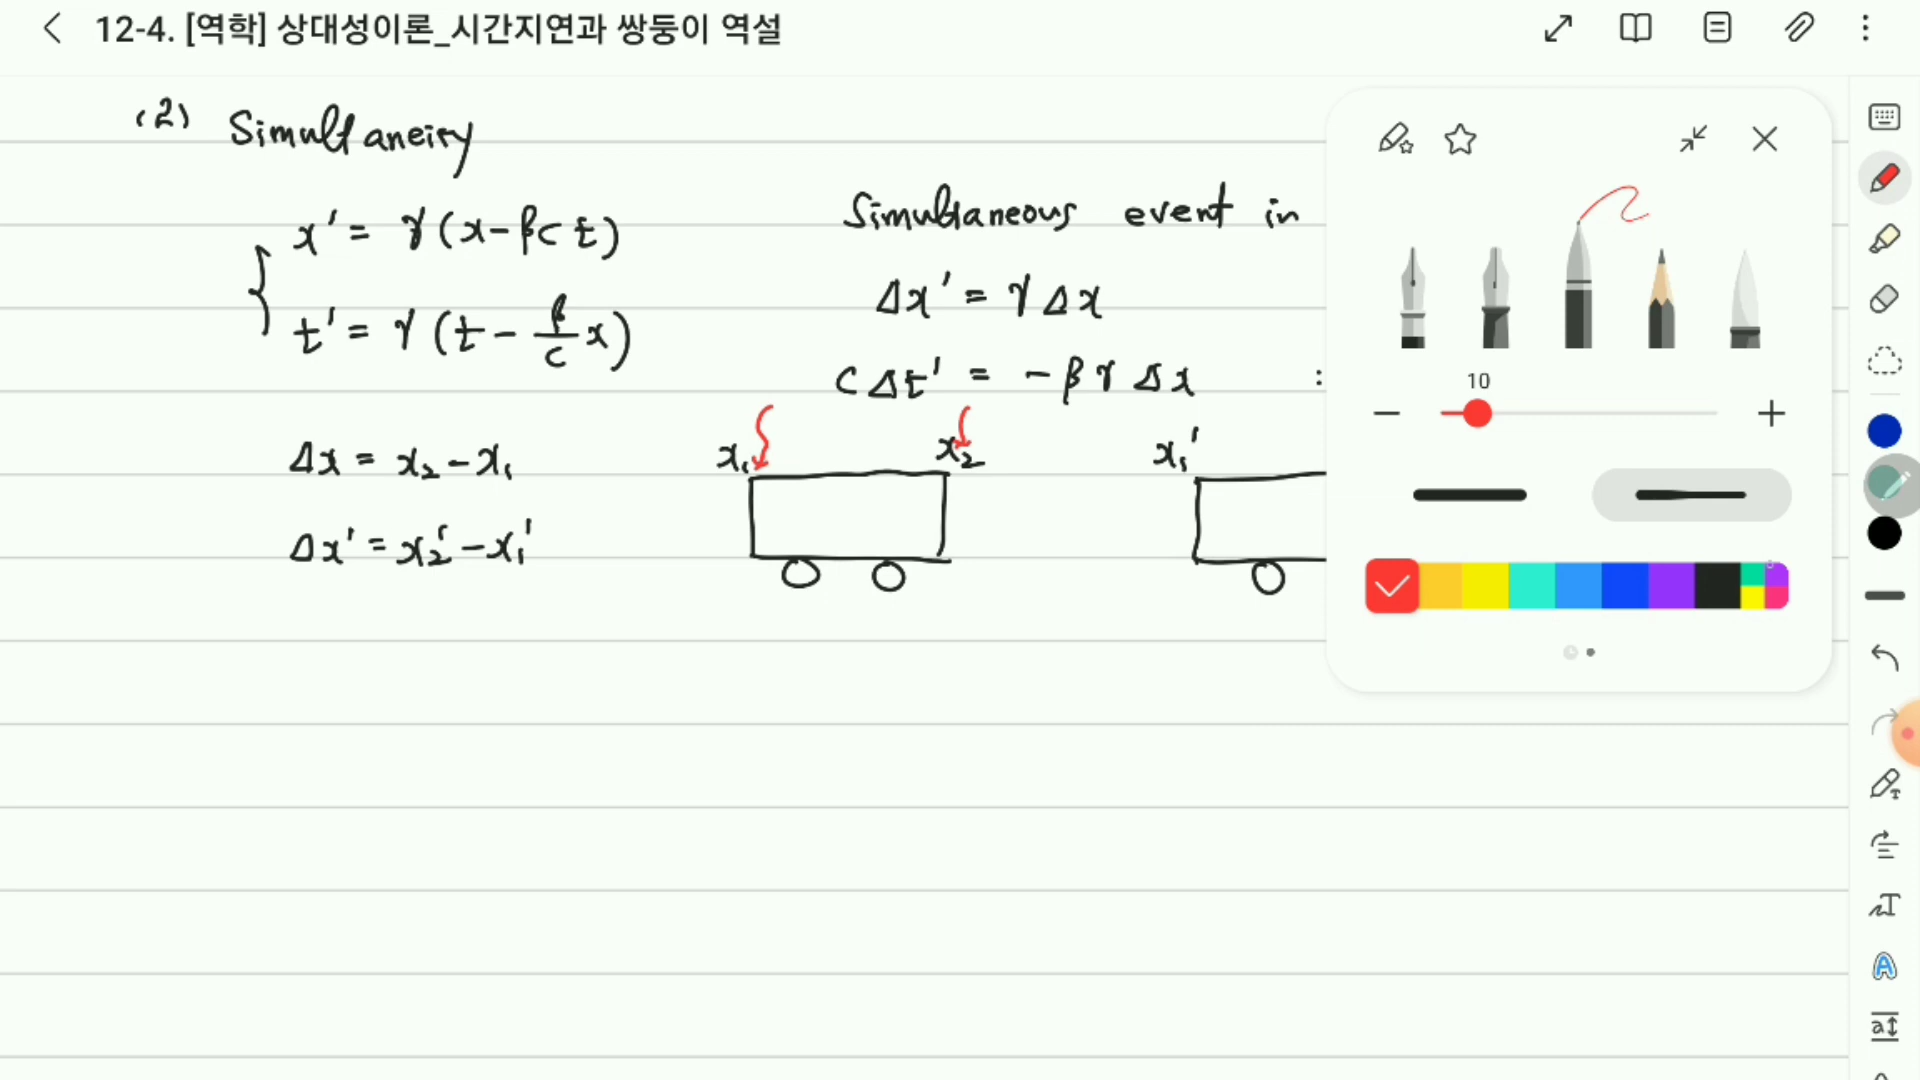 12-4. [역학] 상대성이론_시간지연과 쌍둥이 역설
(2) Simultaneity
x' = γ(x-βct)
t' = γ(t - β/c x)
Δx = x₂-x₁
Δx' = x₂'-x₁'
Simultaneous event in
Δx' = γΔx
cΔt' = -βγΔx :
x₁ x₂ x₁'
10